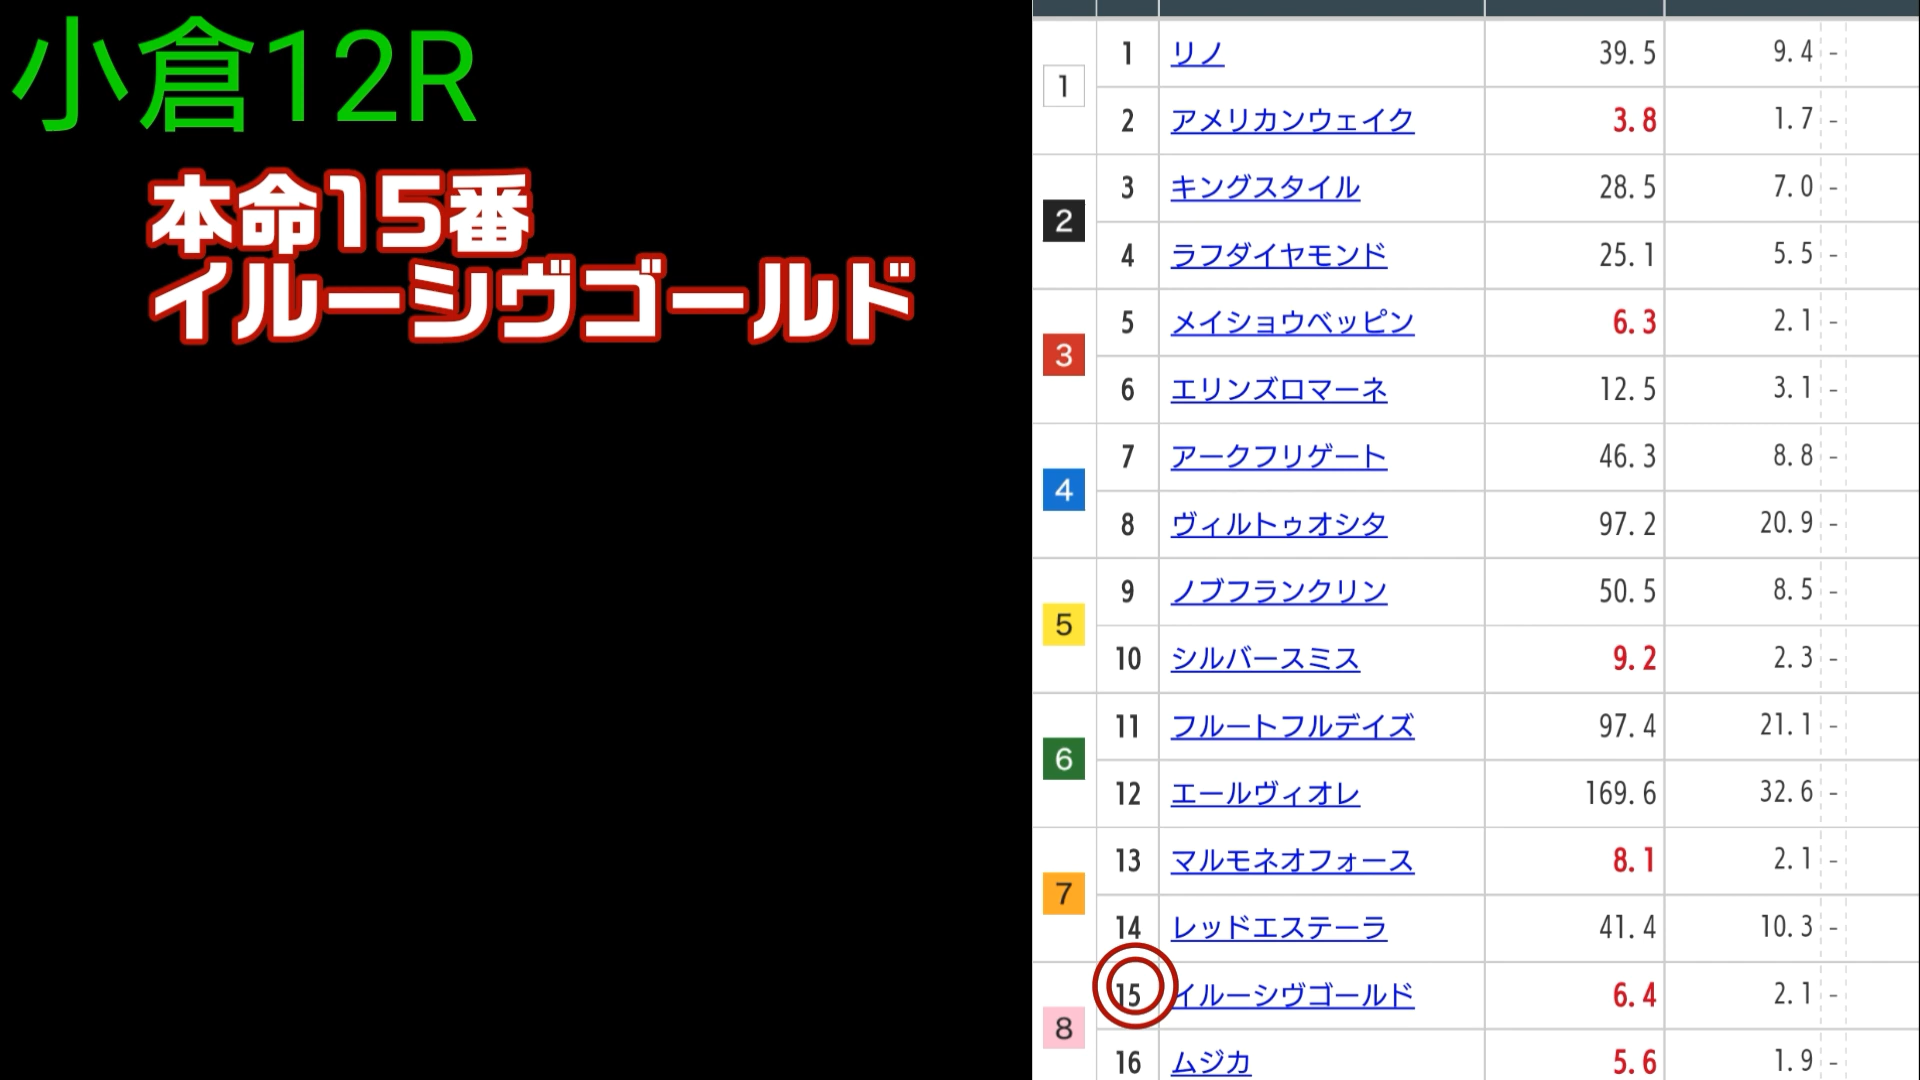 小倉12R
本命15番
イルーシヴゴールド
1 1 リノ 39.5 9.4 -
2 アメリカンウェイク 3.8 1.7 -
2 3 キングスタイル 28.5 7.0 -
4 ラフダイヤモンド 25.1 5.5 -
3 5 メイショウベッピン 6.3 2.1 -
6 エリンズロマーネ 12.5 3.1 -
4 7 アークフリゲート 46.3 8.8 -
8 ヴィルトゥオシタ 97.2 20.9 -
5 9 ノブフランクリン 50.5 8.5 -
10 シルバースミス 9.2 2.3 -
6 11 フルートフルデイズ 97.4 21.1 -
12 エールヴィオレ 169.6 32.6 -
7 13 マルモネオフォース 8.1 2.1 -
14 レッドエステーラ 41.4 10.3 -
8 15 イルーシヴゴールド 6.4 2.1 -
16 ムジカ 5.6 1.9 -